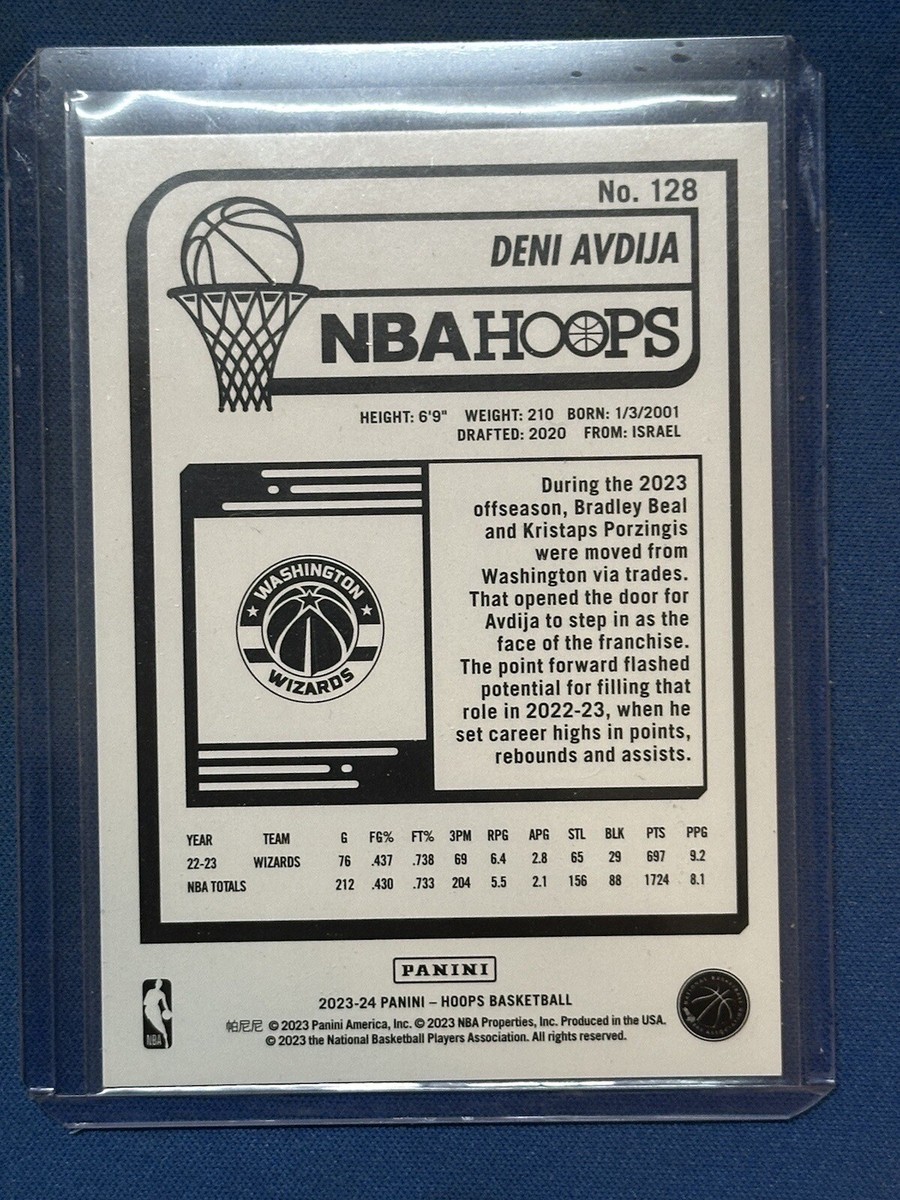 No. 128
DENI AVDIJA
NBA HOOPS
HEIGHT: 6'9" WEIGHT: 210 BORN: 1/3/2001
DRAFTED: 2020 FROM: ISRAEL
During the 2023
offseason, Bradley Beal
and Kristaps Porzingis
were moved from
Washington via trades.
That opened the door for
Avdija to step in as the
face of the franchise.
The point forward flashed
potential for filling that
role in 2022-23, when he
set career highs in points,
rebounds and assists.
WASHINGTON
WIZARDS
YEAR TEAM G FG% FT% 3PM RPG APG STL BLK PTS PPG
22-23 WIZARDS 76 .437 .738 69 6.4 2.8 65 29 697 9.2
NBA TOTALS 212 .430 .733 204 5.5 2.1 156 88 1724 8.1
PANINI
2023-24 PANINI – HOOPS BASKETBALL
帕尼尼 © 2023 Panini America, Inc. © 2023 NBA Properties, Inc. Produced in the USA.
© 2023 the National Basketball Players Association. All rights reserved.
NBA